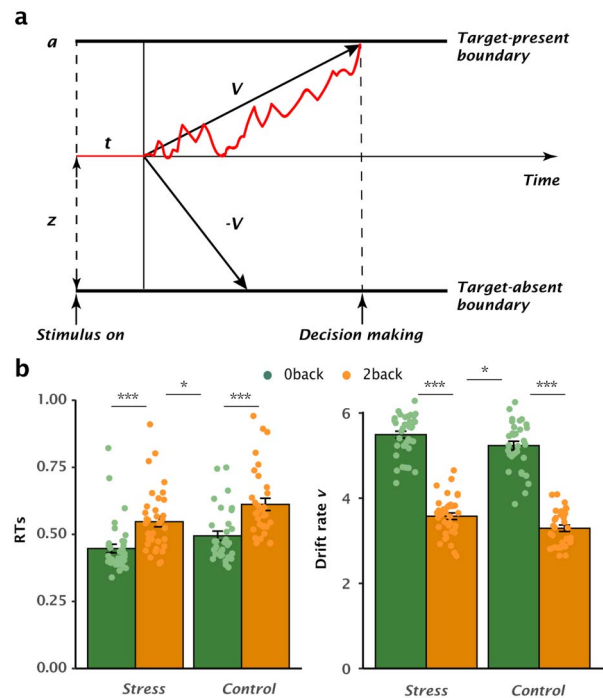 a
a
Target-present
boundary
V
t
Time
z
-V
Target-absent
boundary
Stimulus on
Decision making
b
0back
2back
***
*
***
***
*
***
1.00
0.75
0.50
0.25
0.00
RTs
Stress
Control
6
4
2
0
Drift rate v
Stress
Control